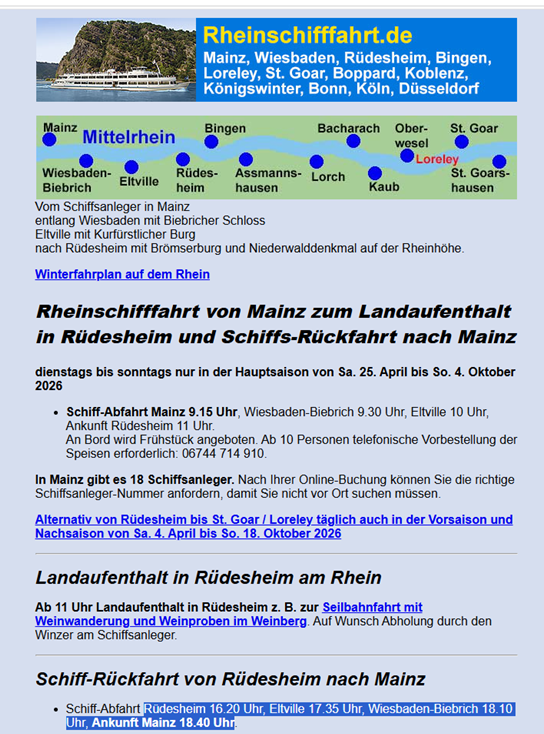 Rheinschifffahrt.de
Mainz, Wiesbaden, Rüdesheim, Bingen,
Loreley, St. Goar, Boppard, Koblenz,
Königswinter, Bonn, Köln, Düsseldorf
Mainz
Mittelrhein
Bingen
Bacharach
Ober-
wesel
St. Goar
Loreley
Wiesbaden-
Biebrich
Eltville
Rüdes-
heim
Assmanns-
hausen
Lorch
Kaub
St. Goars-
hausen
Vom Schiffsanleger in Mainz
entlang Wiesbaden mit Biebricher Schloss
Eltville mit Kurfürstlicher Burg
nach Rüdesheim mit Brömserburg und Niederwalddenkmal auf der Rheinhöhe.
Winterfahrplan auf dem Rhein
Rheinschifffahrt von Mainz zum Landaufenthalt
in Rüdesheim und Schiffs-Rückfahrt nach Mainz
dienstags bis sonntags nur in der Hauptsaison von Sa. 25. April bis So. 4. Oktober
2026
• Schiff-Abfahrt Mainz 9.15 Uhr, Wiesbaden-Biebrich 9.30 Uhr, Eltville 10 Uhr,
Ankunft Rüdesheim 11 Uhr.
An Bord wird Frühstück angeboten. Ab 10 Personen telefonische Vorbestellung der
Speisen erforderlich: 06744 714 910.
In Mainz gibt es 18 Schiffsanleger. Nach Ihrer Online-Buchung können Sie die richtige
Schiffsanleger-Nummer anfordern, damit Sie nicht vor Ort suchen müssen.
Alternativ von Rüdesheim bis St. Goar / Loreley täglich auch in der Vorsaison und
Nachsaison von Sa. 4. April bis So. 18. Oktober 2026
Landaufenthalt in Rüdesheim am Rhein
Ab 11 Uhr Landaufenthalt in Rüdesheim z. B. zur Seilbahnfahrt mit
Weinwanderung und Weinproben im Weinberg. Auf Wunsch Abholung durch den
Winzer am Schiffsanleger.
Schiff-Rückfahrt von Rüdesheim nach Mainz
• Schiff-Abfahrt Rüdesheim 16.20 Uhr, Eltville 17.35 Uhr, Wiesbaden-Biebrich 18.10
Uhr, Ankunft Mainz 18.40 Uhr.